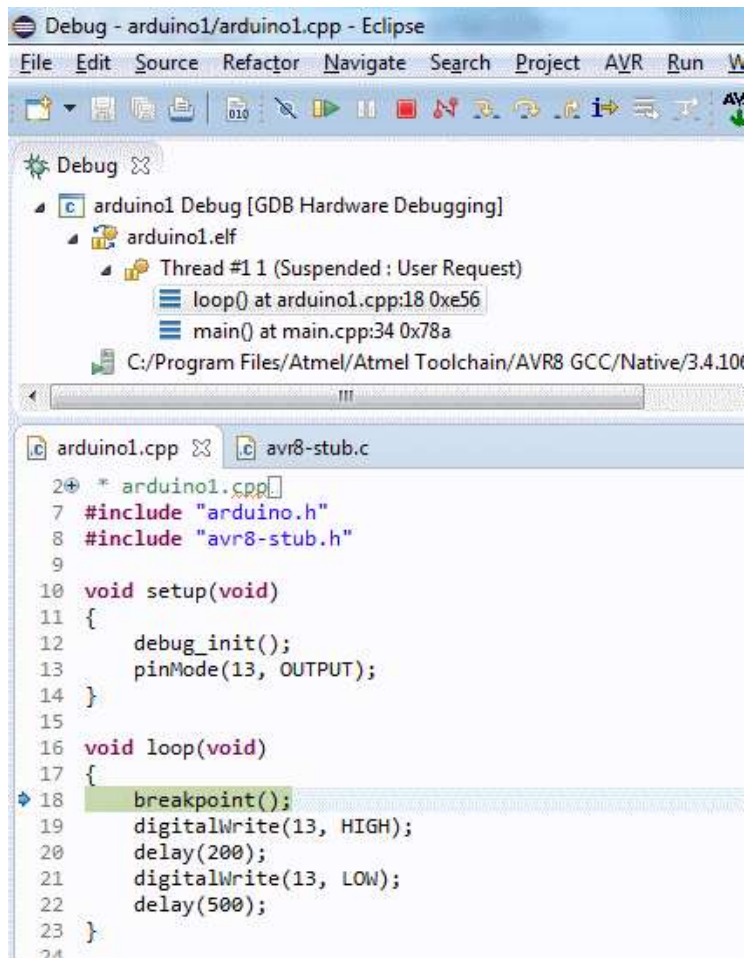 Debug - arduino1/arduino1.cpp - Eclipse
File Edit Source Refactor Navigate Search Project AVR Run W
010 i AV
Debug
c arduino1 Debug [GDB Hardware Debugging]
arduino1.elf
Thread #1 1 (Suspended : User Request)
loop() at arduino1.cpp:18 0xe56
main() at main.cpp:34 0x78a
C:/Program Files/Atmel/Atmel Toolchain/AVR8 GCC/Native/3.4.106
.c arduino1.cpp .c avr8-stub.c
2 * arduino1.cpp
7 #include "arduino.h"
8 #include "avr8-stub.h"
9
10 void setup(void)
11 {
12 debug_init();
13 pinMode(13, OUTPUT);
14 }
15
16 void loop(void)
17 {
18 breakpoint();
19 digitalWrite(13, HIGH);
20 delay(200);
21 digitalWrite(13, LOW);
22 delay(500);
23 }
24